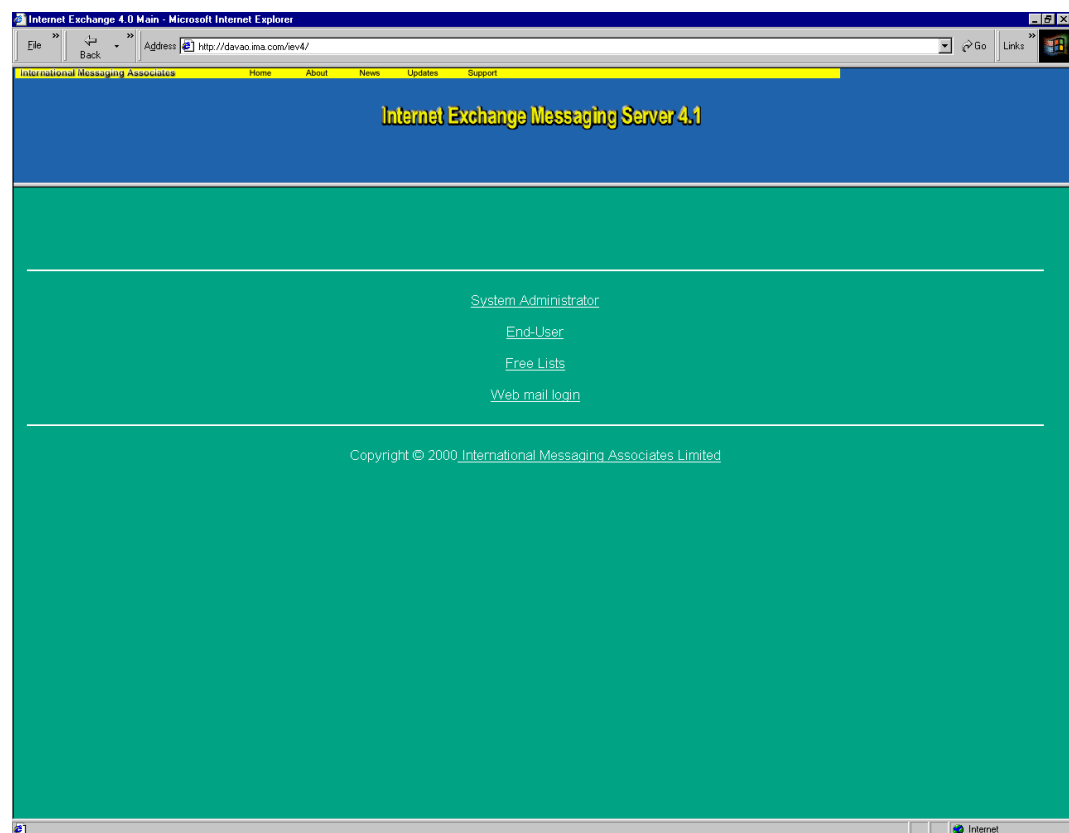 Internet Exchange 4.0 Main - Microsoft Internet Explorer
File » Back » Address http://davao.ima.com/iev4/ Go Links »
International Messaging Associates Home About News Updates Support
Internet Exchange Messaging Server 4.1
System Administrator
End-User
Free Lists
Web mail login
Copyright © 2000 International Messaging Associates Limited
Internet